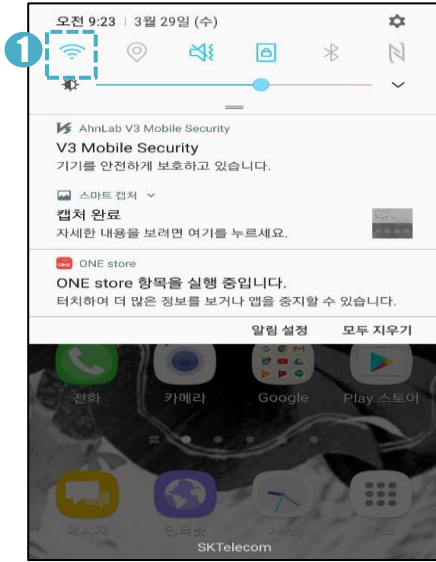 오전 9:23 | 3월 29일 (수)
1
AhnLab V3 Mobile Security
V3 Mobile Security
기기를 안전하게 보호하고 있습니다.
스마트 캡처
캡처 완료
자세한 내용을 보려면 여기를 누르세요.
ONE store
ONE store 항목을 실행 중입니다.
터치하여 더 많은 정보를 보거나 앱을 중지할 수 있습니다.
알림 설정 모두 지우기
전화 카메라 Google Play 스토어
메시지
SKTelecom